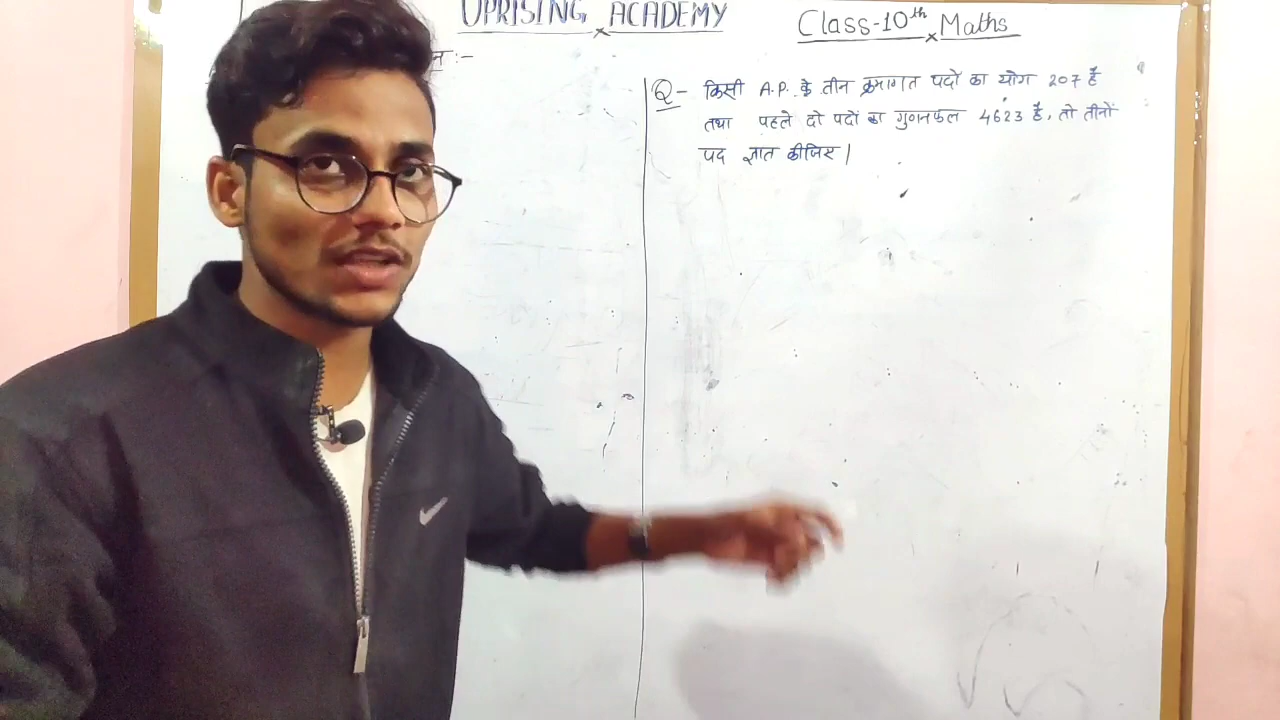 UPRISING ACADEMY
Class-10th Maths
Q- किसी A.P. के तीन क्रमागत पदों का योग 207 है
तथा पहले दो पदों का गुणनफल 4623 है, तो तीनों
पद ज्ञात कीजिए।